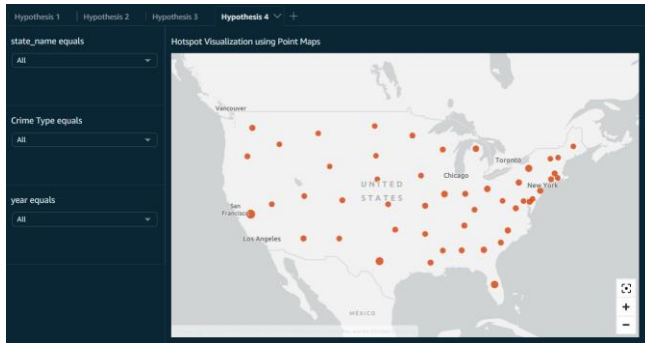 Hypothesis 1 Hypothesis 2 Hypothesis 3 Hypothesis 4
state_name equals
All
Crime Type equals
All
year equals
All
Hotspot Visualization using Point Maps
Vancouver
Toronto
Chicago
New York
UNITED
STATES
San
Francisco
Los Angeles
MÉXICO